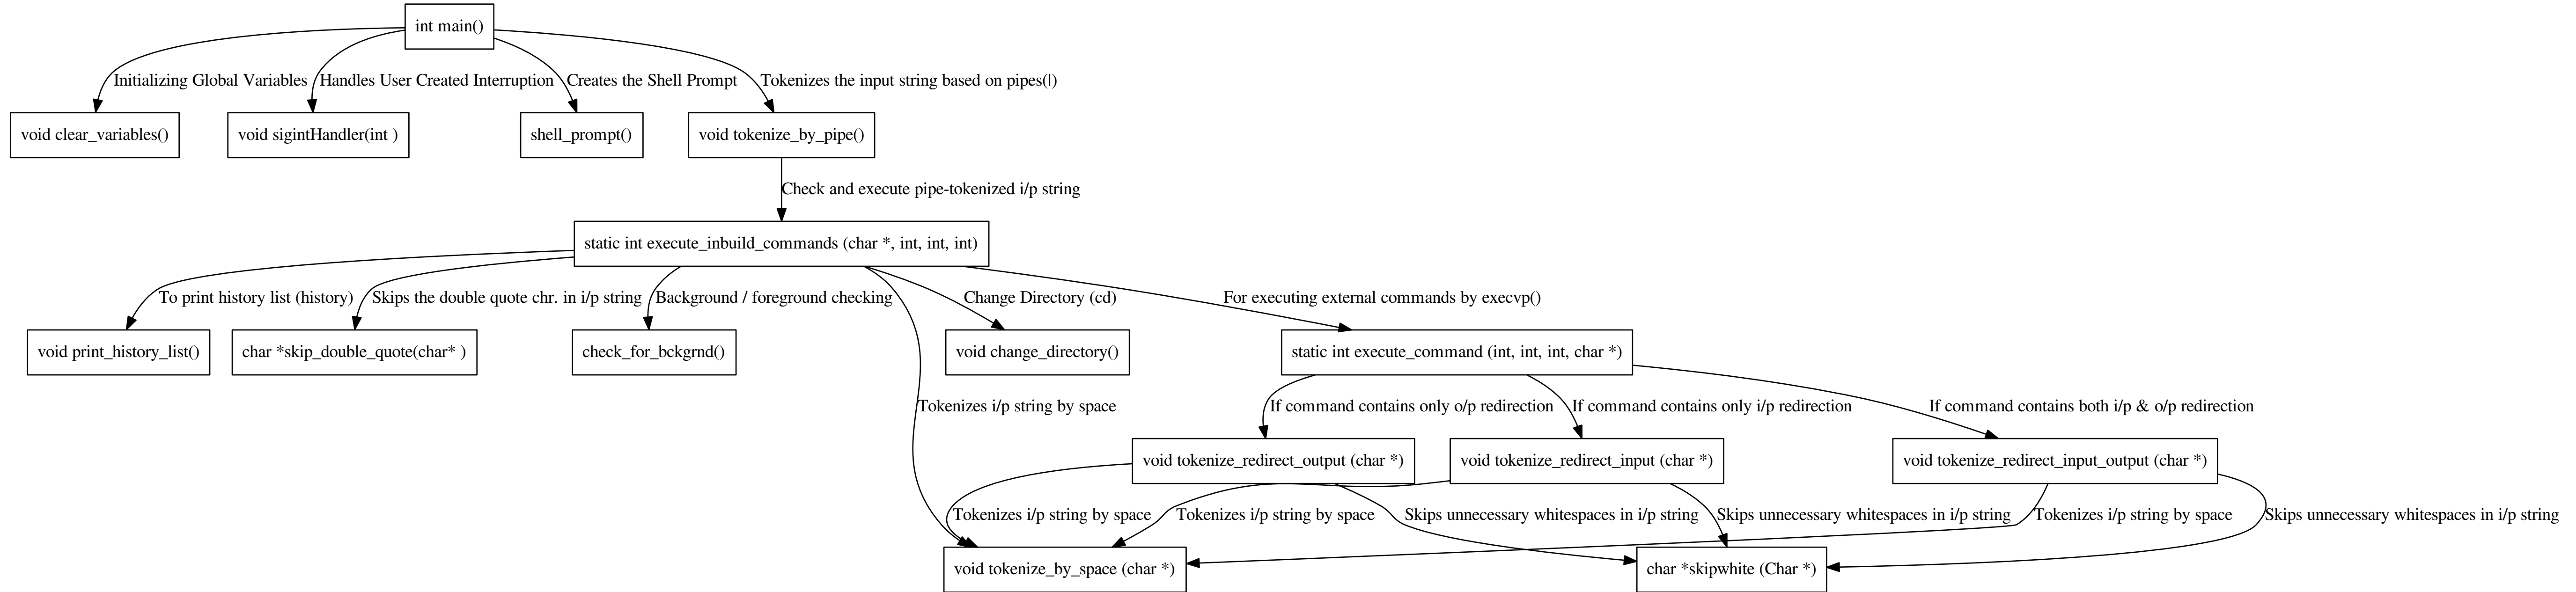 int main()
Initializing Global Variables
Handles User Created Interruption
Creates the Shell Prompt
Tokenizes the input string based on pipes(|)
void clear_variables()
void sigintHandler(int )
shell_prompt()
void tokenize_by_pipe()
Check and execute pipe-tokenized i/p string
static int execute_inbuild_commands (char *, int, int, int)
To print history list (history)
Skips the double quote chr. in i/p string
Background / foreground checking
Change Directory (cd)
For executing external commands by execvp()
void print_history_list()
char *skip_double_quote(char* )
check_for_bckgrnd()
void change_directory()
static int execute_command (int, int, int, char *)
Tokenizes i/p string by space
If command contains only o/p redirection
If command contains only i/p redirection
If command contains both i/p & o/p redirection
void tokenize_redirect_output (char *)
void tokenize_redirect_input (char *)
void tokenize_redirect_input_output (char *)
Tokenizes i/p string by space
Tokenizes i/p string by space
Skips unnecessary whitespaces in i/p string
Skips unnecessary whitespaces in i/p string
Tokenizes i/p string by space
Skips unnecessary whitespaces in i/p string
void tokenize_by_space (char *)
char *skipwhite (Char *)